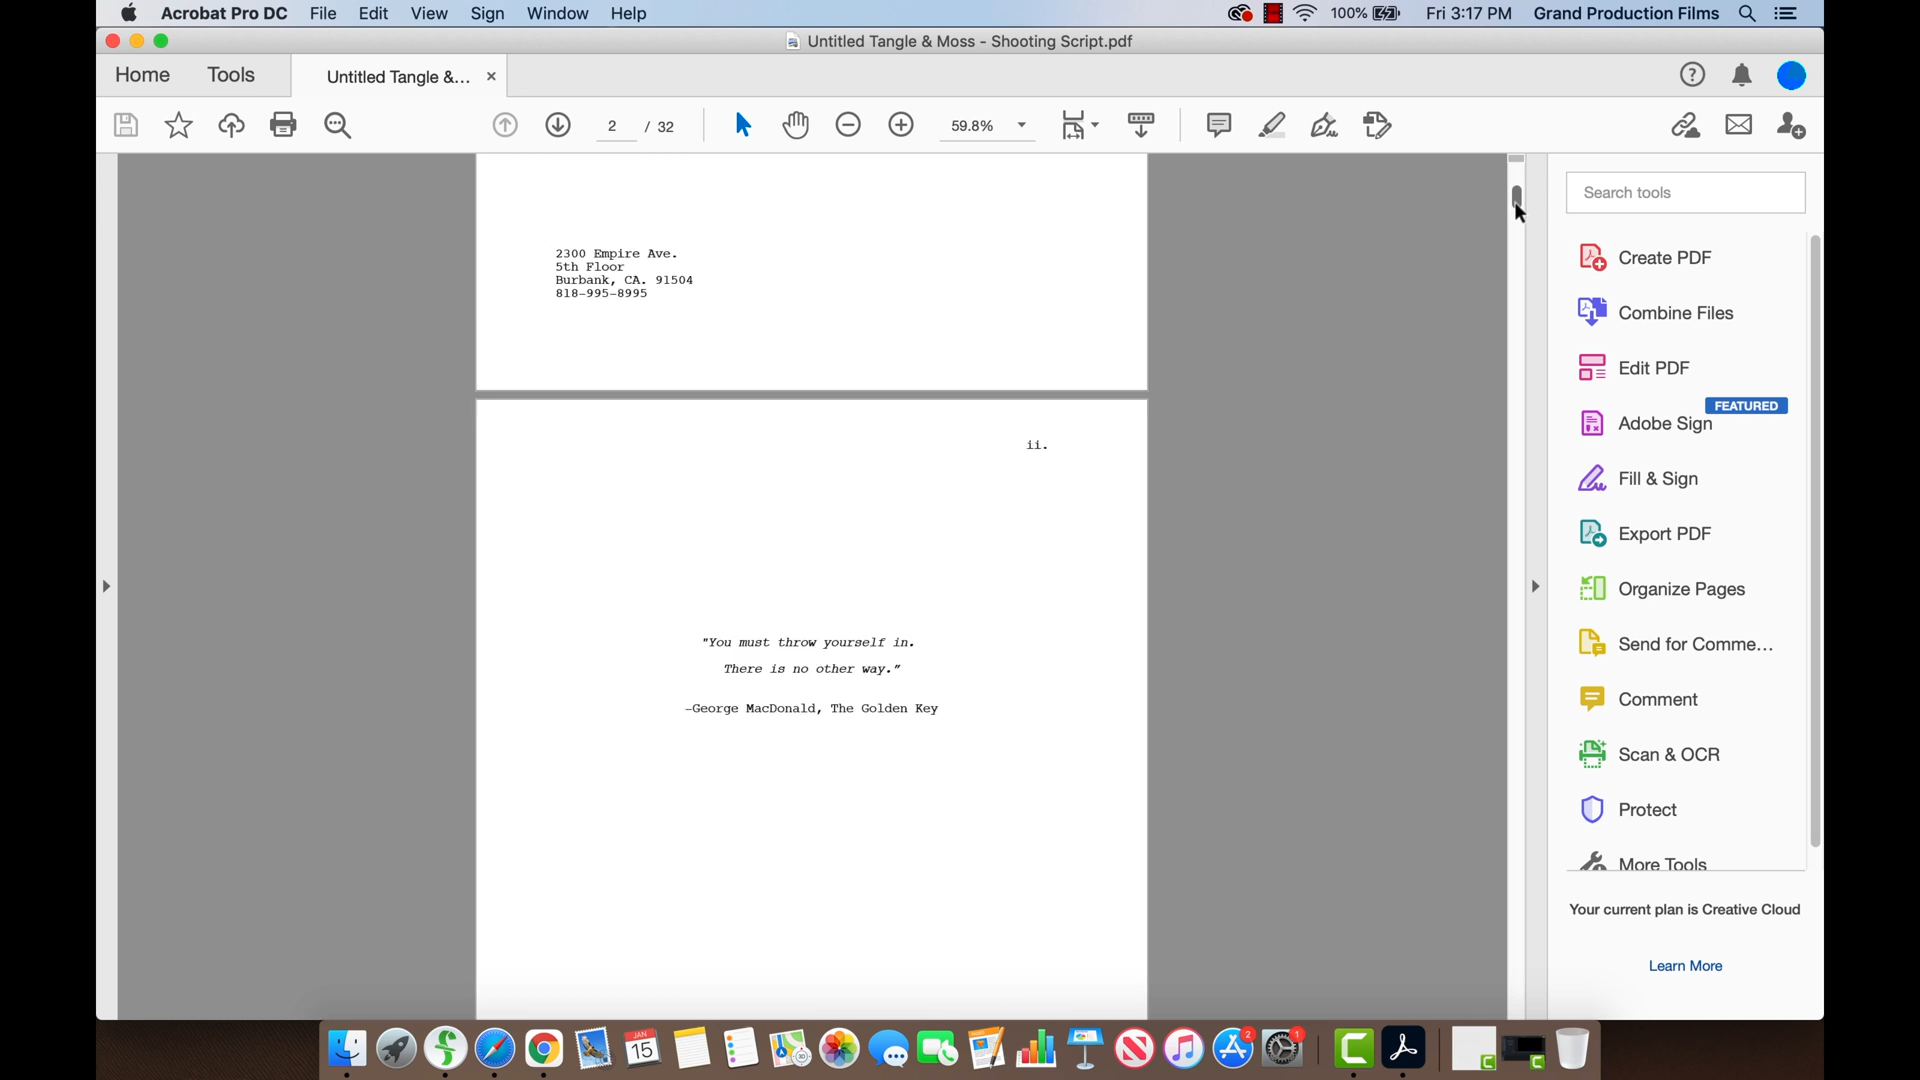 Acrobat Pro DC File Edit View Sign Window Help 100% Fri 3:17 PM Grand Production Films
Untitled Tangle & Moss - Shooting Script.pdf
Home Tools Untitled Tangle &... ×
2 / 32 59.8%
2300 Empire Ave.
5th Floor
Burbank, CA. 91504
818-995-8995
ii.
"You must throw yourself in.
There is no other way."
-George MacDonald, The Golden Key
Search tools
Create PDF
Combine Files
Edit PDF
FEATURED
Adobe Sign
Fill & Sign
Export PDF
Organize Pages
Send for Comme...
Comment
Scan & OCR
Protect
More Tools
Your current plan is Creative Cloud
Learn More
JAN
15
2
1